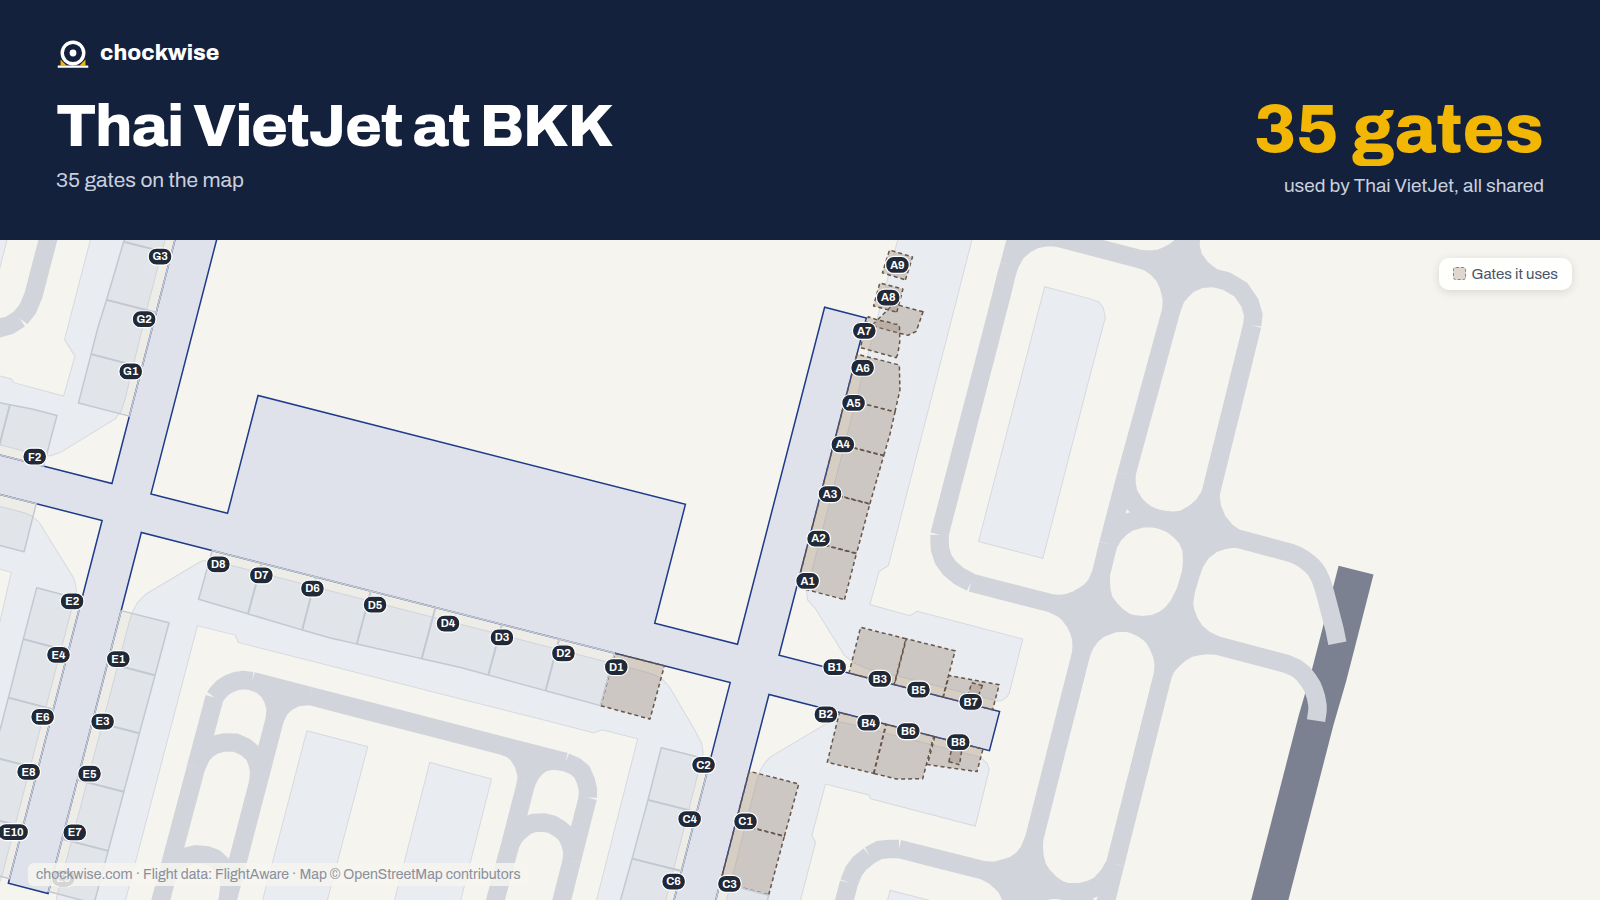 chockwise
Thai VietJet at BKK
35 gates on the map
35 gates
used by Thai VietJet, all shared
Gates it uses
G3
G2
G1
F2
A9
A8
A7
A6
A5
A4
A3
A2
A1
D8
D7
D6
D5
D4
D3
D2
D1
E2
E4
E1
E6
E3
E8
E5
E10
E7
B1
B3
B5
B7
B2
B4
B6
B8
C2
C4
C1
C6
C3
chockwise.com · Flight data: FlightAware · Map © OpenStreetMap contributors